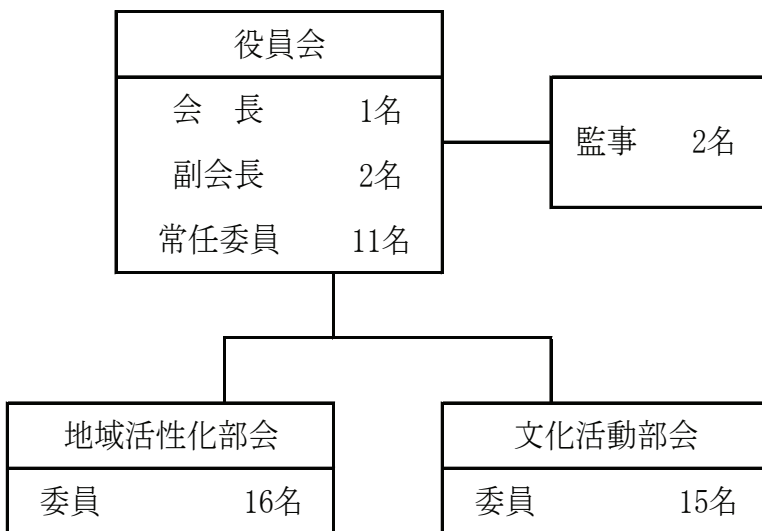 役員会
会　長　1名
副会長　2名
常任委員　11名
監事　2名
地域活性化部会
委員　16名
文化活動部会
委員　15名